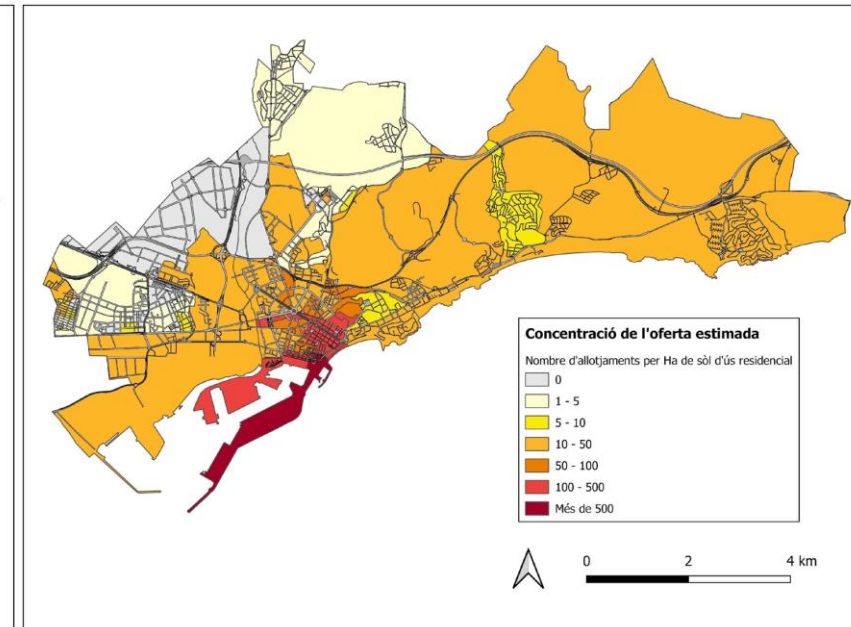 Concentració de l'oferta estimada
Nombre d'allotjaments per Ha de sòl d'ús residencial
0
1 - 5
5 - 10
10 - 50
50 - 100
100 - 500
Més de 500
0 2 4 km